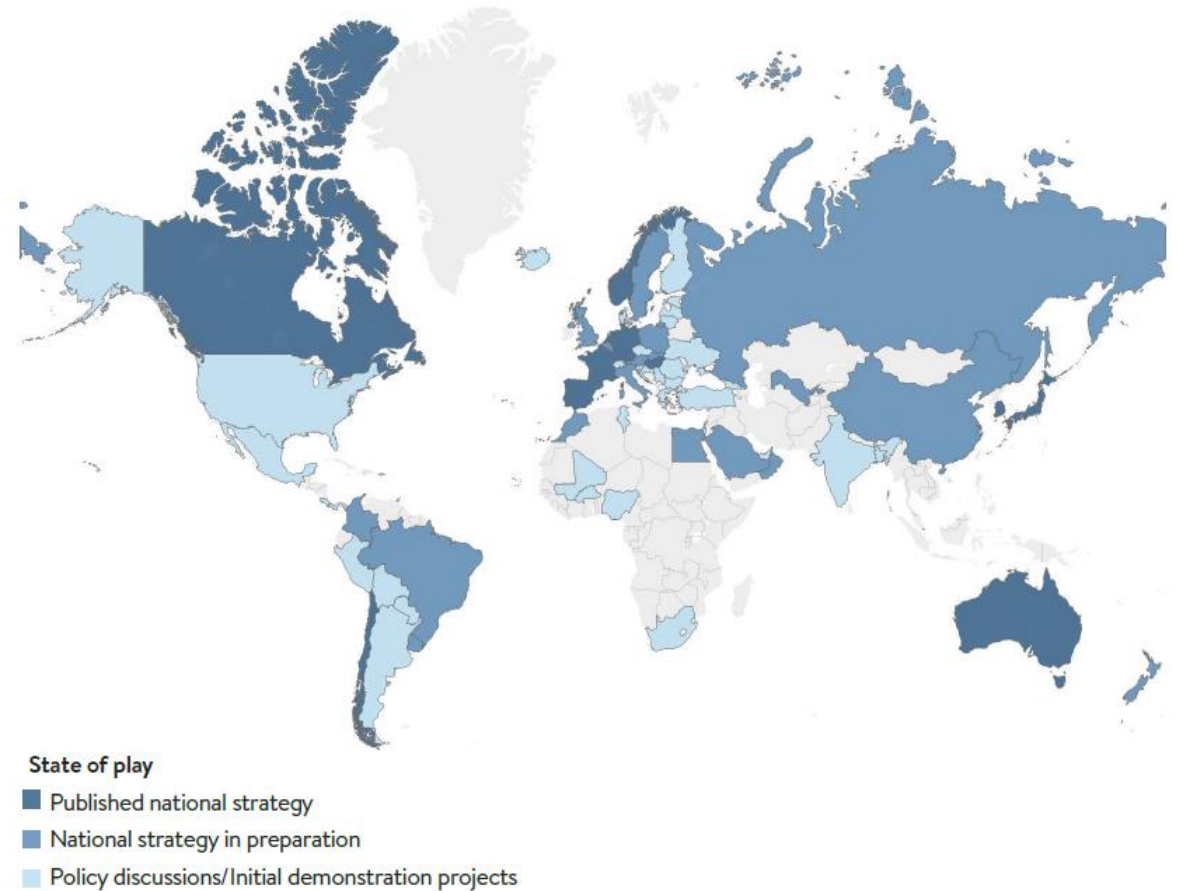 State of play
Published national strategy
National strategy in preparation
Policy discussions/Initial demonstration projects